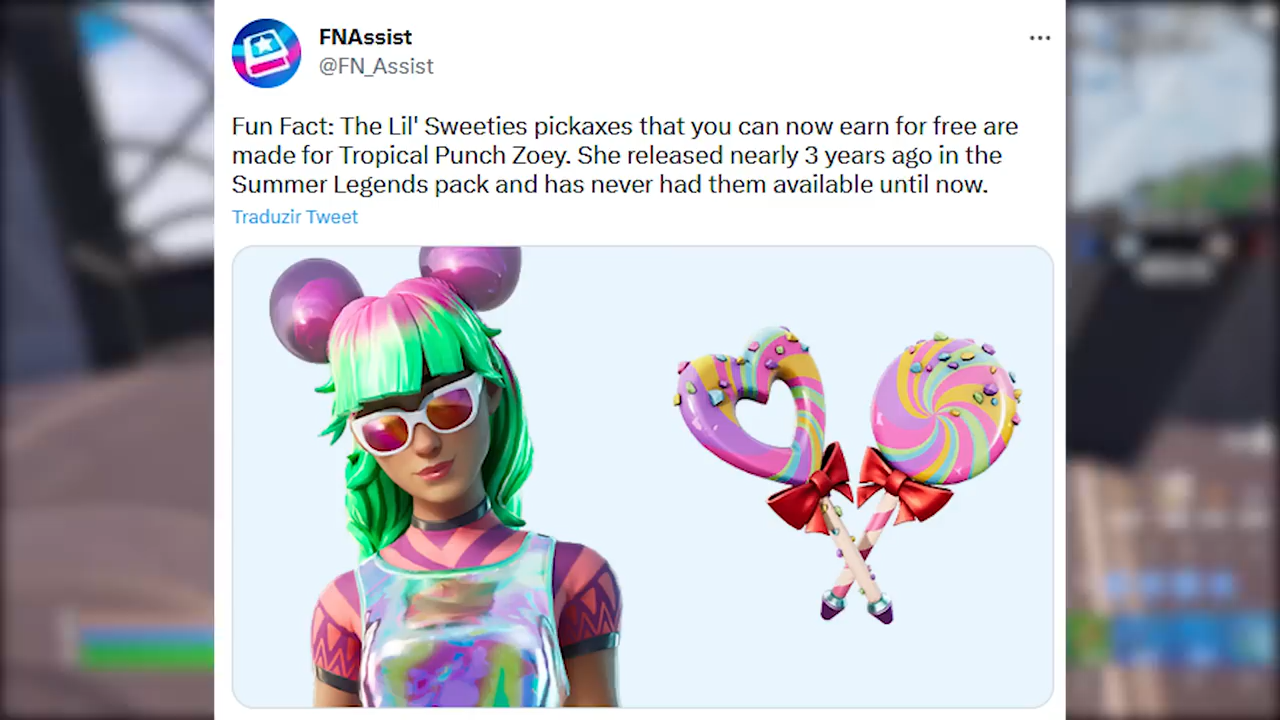 FNAssist
@FN_Assist
Fun Fact: The Lil' Sweeties pickaxes that you can now earn for free are
made for Tropical Punch Zoey. She released nearly 3 years ago in the
Summer Legends pack and has never had them available until now.
Traduzir Tweet